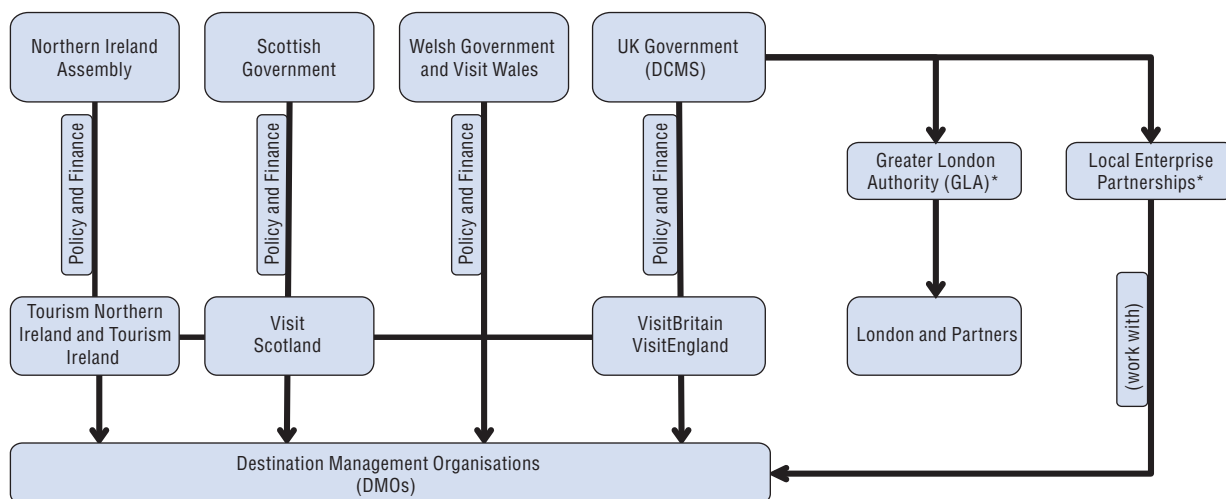 Northern Ireland
Assembly
Scottish
Government
Welsh Government
and Visit Wales
UK Government
(DCMS)
Policy and Finance
Policy and Finance
Policy and Finance
Policy and Finance
Greater London
Authority (GLA)*
Local Enterprise
Partnerships*
Tourism Northern
Ireland and Tourism
Ireland
Visit
Scotland
VisitBritain
VisitEngland
London and Partners
(work with)
Destination Management Organisations
(DMOs)